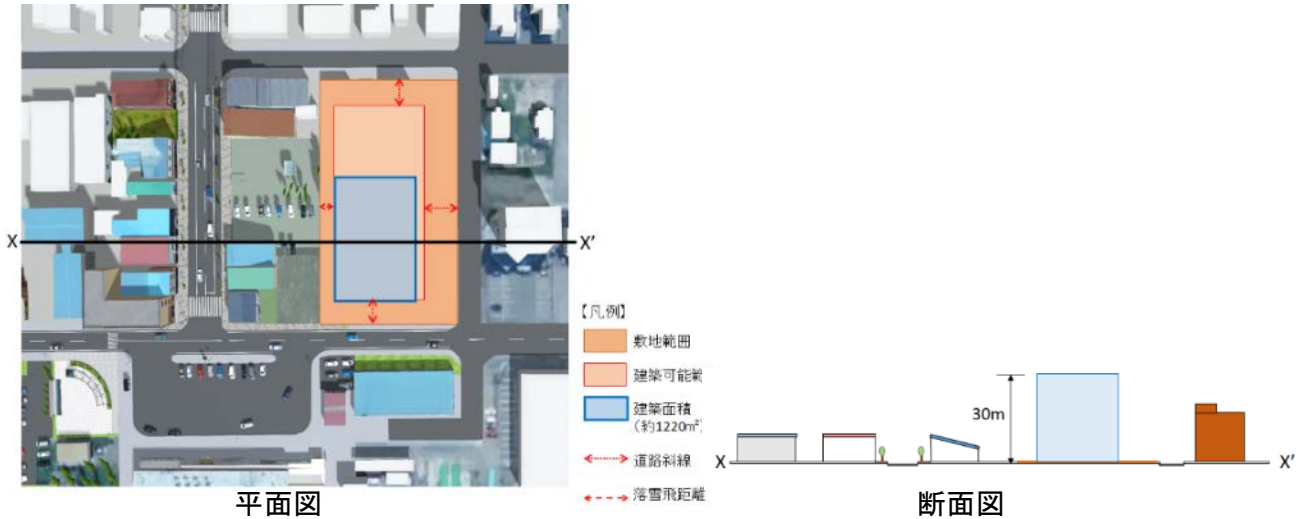 X
X'
【凡例】
敷地範囲
建築可能範
建築面積
(約1220㎡)
道路斜線
落雪飛距離
平面図
30m
X
X'
断面図